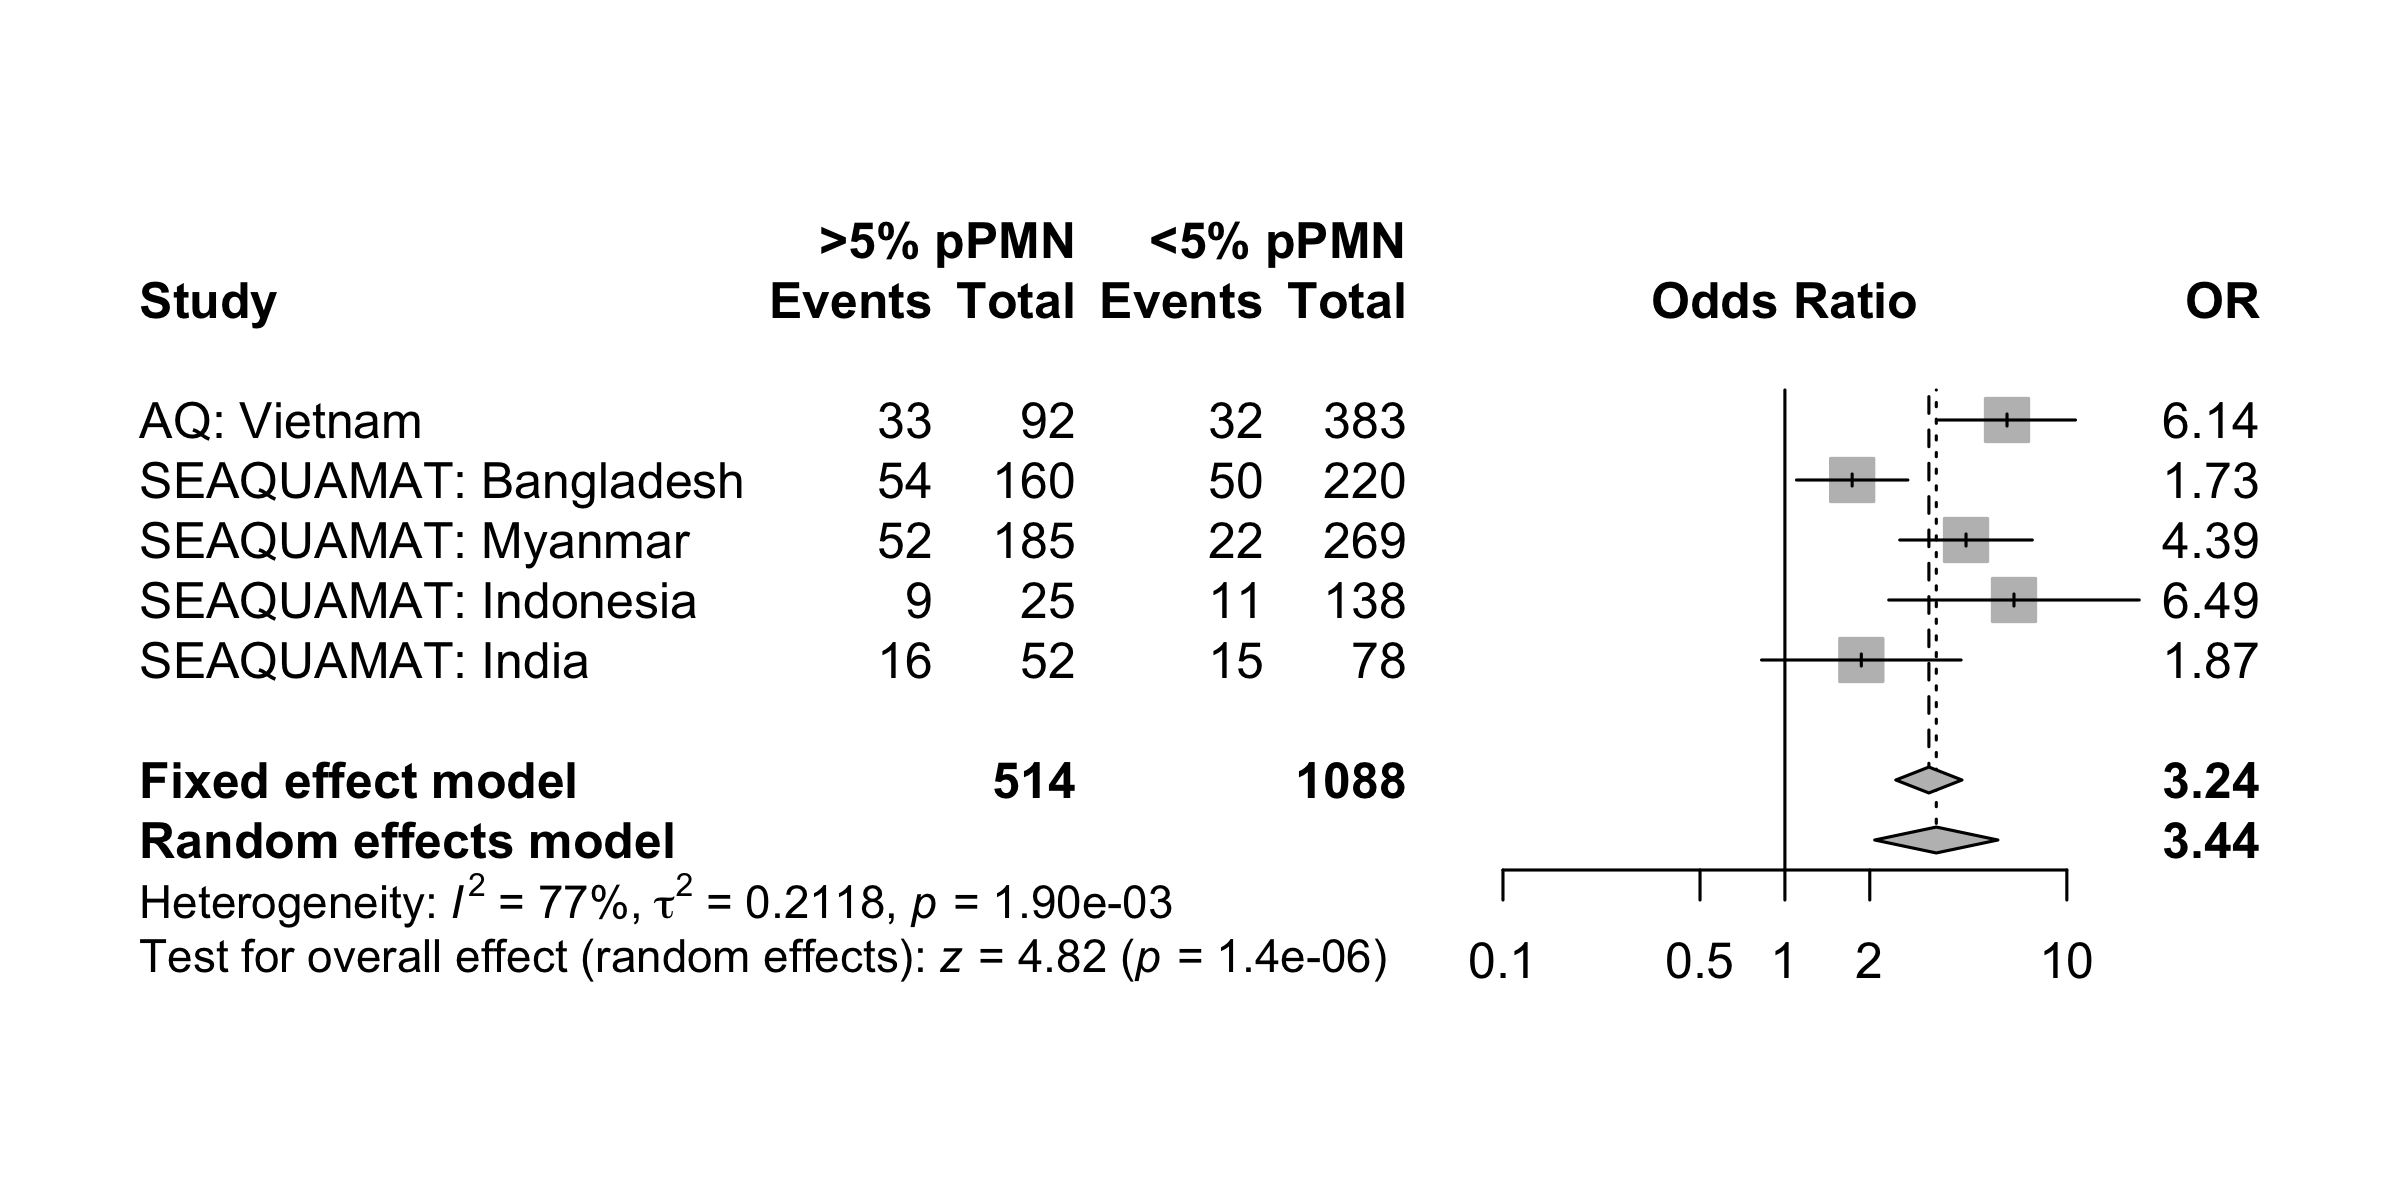 >5% pPMN <5% pPMN
Study Events Total Events Total Odds Ratio OR
AQ: Vietnam 33 92 32 383 6.14
SEAQUAMAT: Bangladesh 54 160 50 220 1.73
SEAQUAMAT: Myanmar 52 185 22 269 4.39
SEAQUAMAT: Indonesia 9 25 11 138 6.49
SEAQUAMAT: India 16 52 15 78 1.87
Fixed effect model 514 1088 3.24
Random effects model 3.44
Heterogeneity: I² = 77%, τ² = 0.2118, p = 1.90e-03
Test for overall effect (random effects): z = 4.82 (p = 1.4e-06)
0.1 0.5 1 2 10